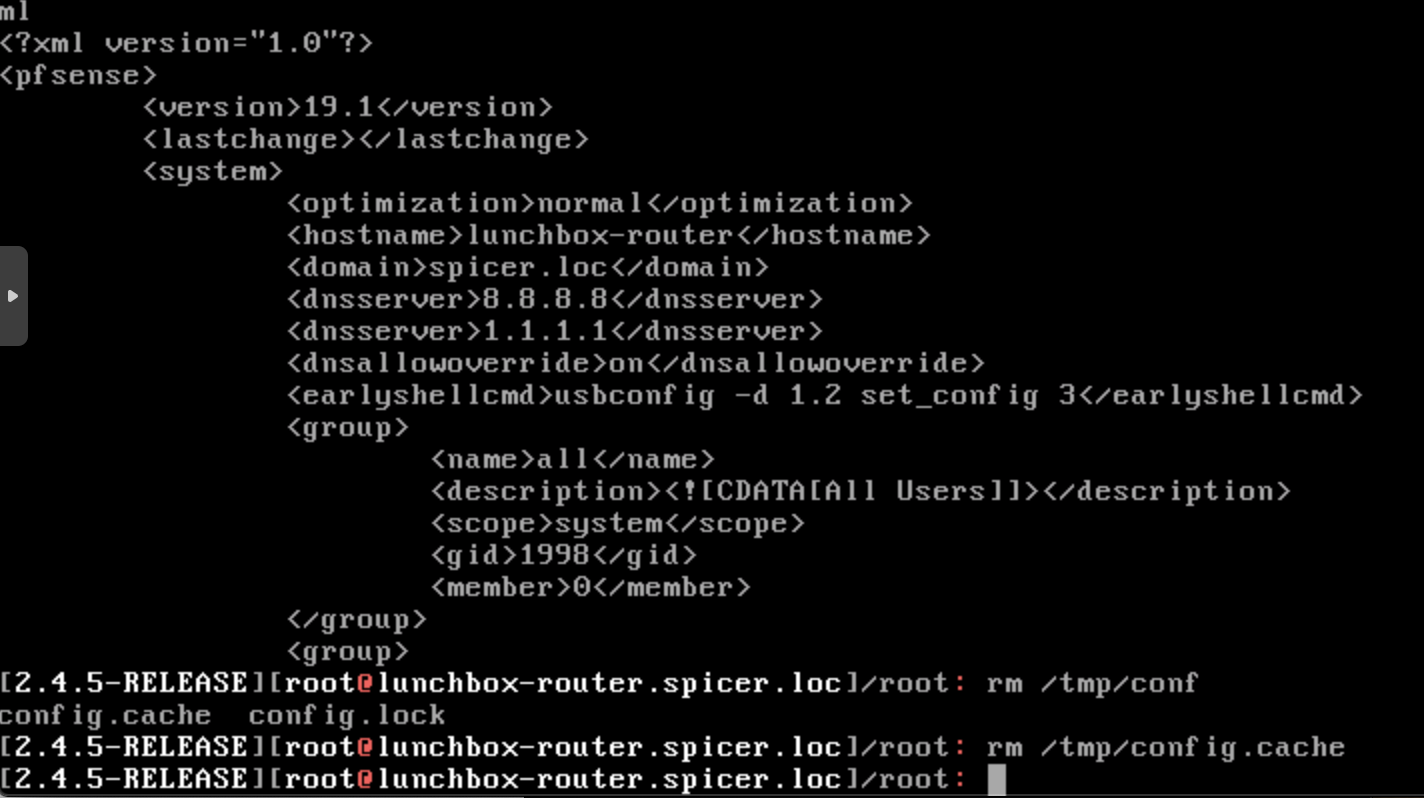 ml
<?xml version="1.0"?>
<pfsense>
<version>19.1</version>
<lastchange></lastchange>
<system>
<optimization>normal</optimization>
<hostname>lunchbox-router</hostname>
<domain>spicer.loc</domain>
<dnsserver>8.8.8.8</dnsserver>
<dnsserver>1.1.1.1</dnsserver>
<dnsallowoverride>on</dnsallowoverride>
<earlyshellcmd>usbconfig -d 1.2 set_config 3</earlyshellcmd>
<group>
<name>all</name>
<description><![CDATA[All Users]]></description>
<scope>system</scope>
<gid>1998</gid>
<member>0</member>
</group>
<group>
[2.4.5-RELEASE][root@lunchbox-router.spicer.loc]/root: rm /tmp/conf
config.cache  config.lock
[2.4.5-RELEASE][root@lunchbox-router.spicer.loc]/root: rm /tmp/config.cache
[2.4.5-RELEASE][root@lunchbox-router.spicer.loc]/root: